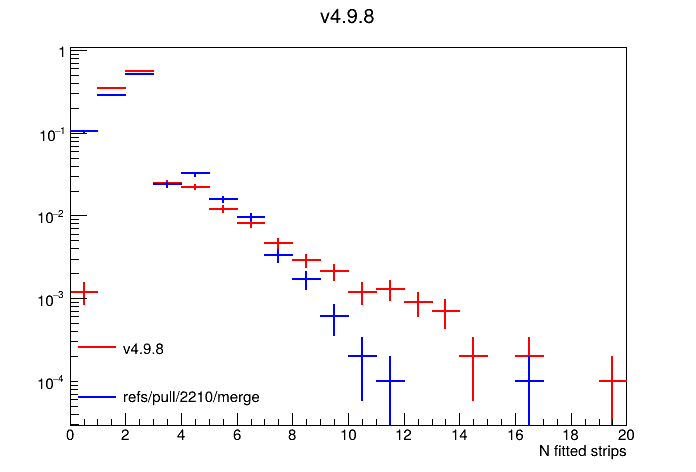 v4.9.8
1
10⁻¹
10⁻²
10⁻³
10⁻⁴
v4.9.8
refs/pull/2210/merge
0 2 4 6 8 10 12 14 16 18 20
N fitted strips